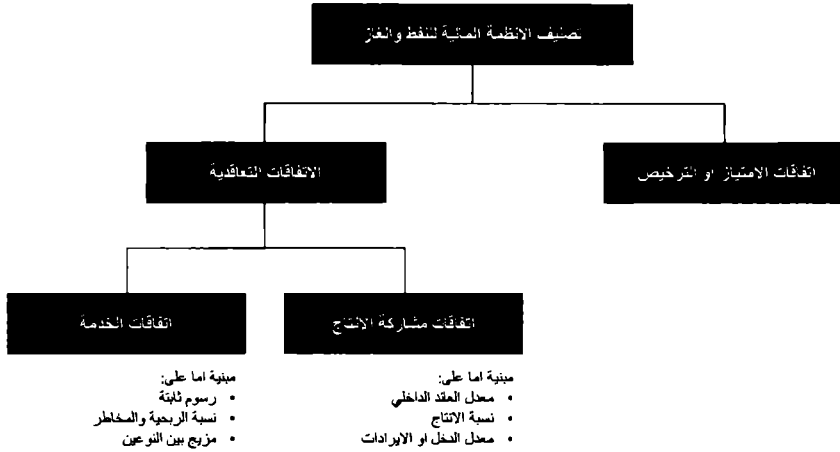 تصنيف الانظمة المالية للنفط والغاز
اتفاقات الامتياز او الترخيص
الاتفاقات التعاقدية
اتفاقات مشاركة الانتاج
اتفاقات الخدمة
مبنية اما على:
• معدل العقد الداخلي
• نسبة الانتاج
• معدل الدخل او الايرادات
مبنية اما على:
• رسوم ثابتة
• نسبة الربحية والمخاطر
• مزيج بين النوعين